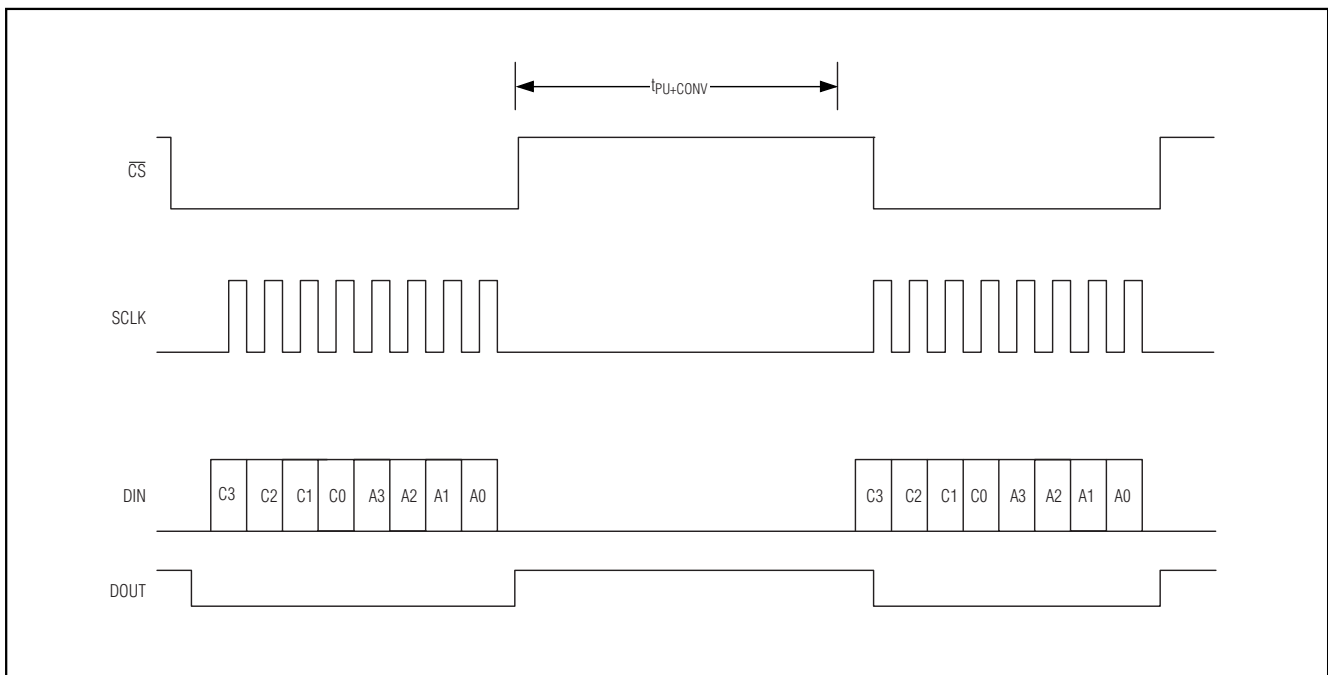 tPU+CONV
CS
SCLK
DIN
C3 C2 C1 C0 A3 A2 A1 A0
C3 C2 C1 C0 A3 A2 A1 A0
DOUT